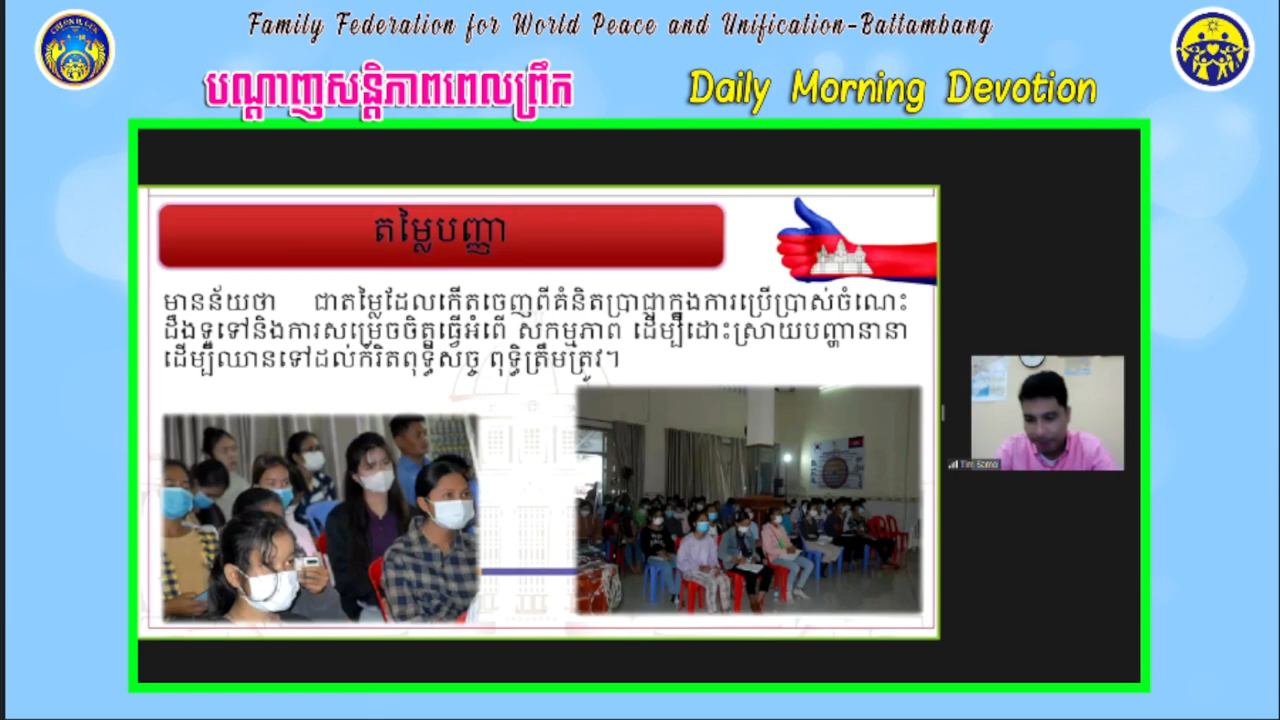 Family Federation for World Peace and Unification-Battambang
បណ្តាញសន្តិភាពពេលព្រឹក
Daily Morning Devotion
តម្លៃបញ្ញា
មានន័យថា ជាតម្លៃដែលកើតចេញពីគំនិតប្រាជ្ញាក្នុងការប្រើប្រាស់ចំណេះ
ដឹងទូទៅនិងការសម្រេចចិត្តធ្វើអំពើ សកម្មភាព ដើម្បីដោះស្រាយបញ្ហានានា
ដើម្បីឈានទៅដល់កំរិតពុទ្ធិសច្ច ពុទ្ធិត្រឹមត្រូវ។